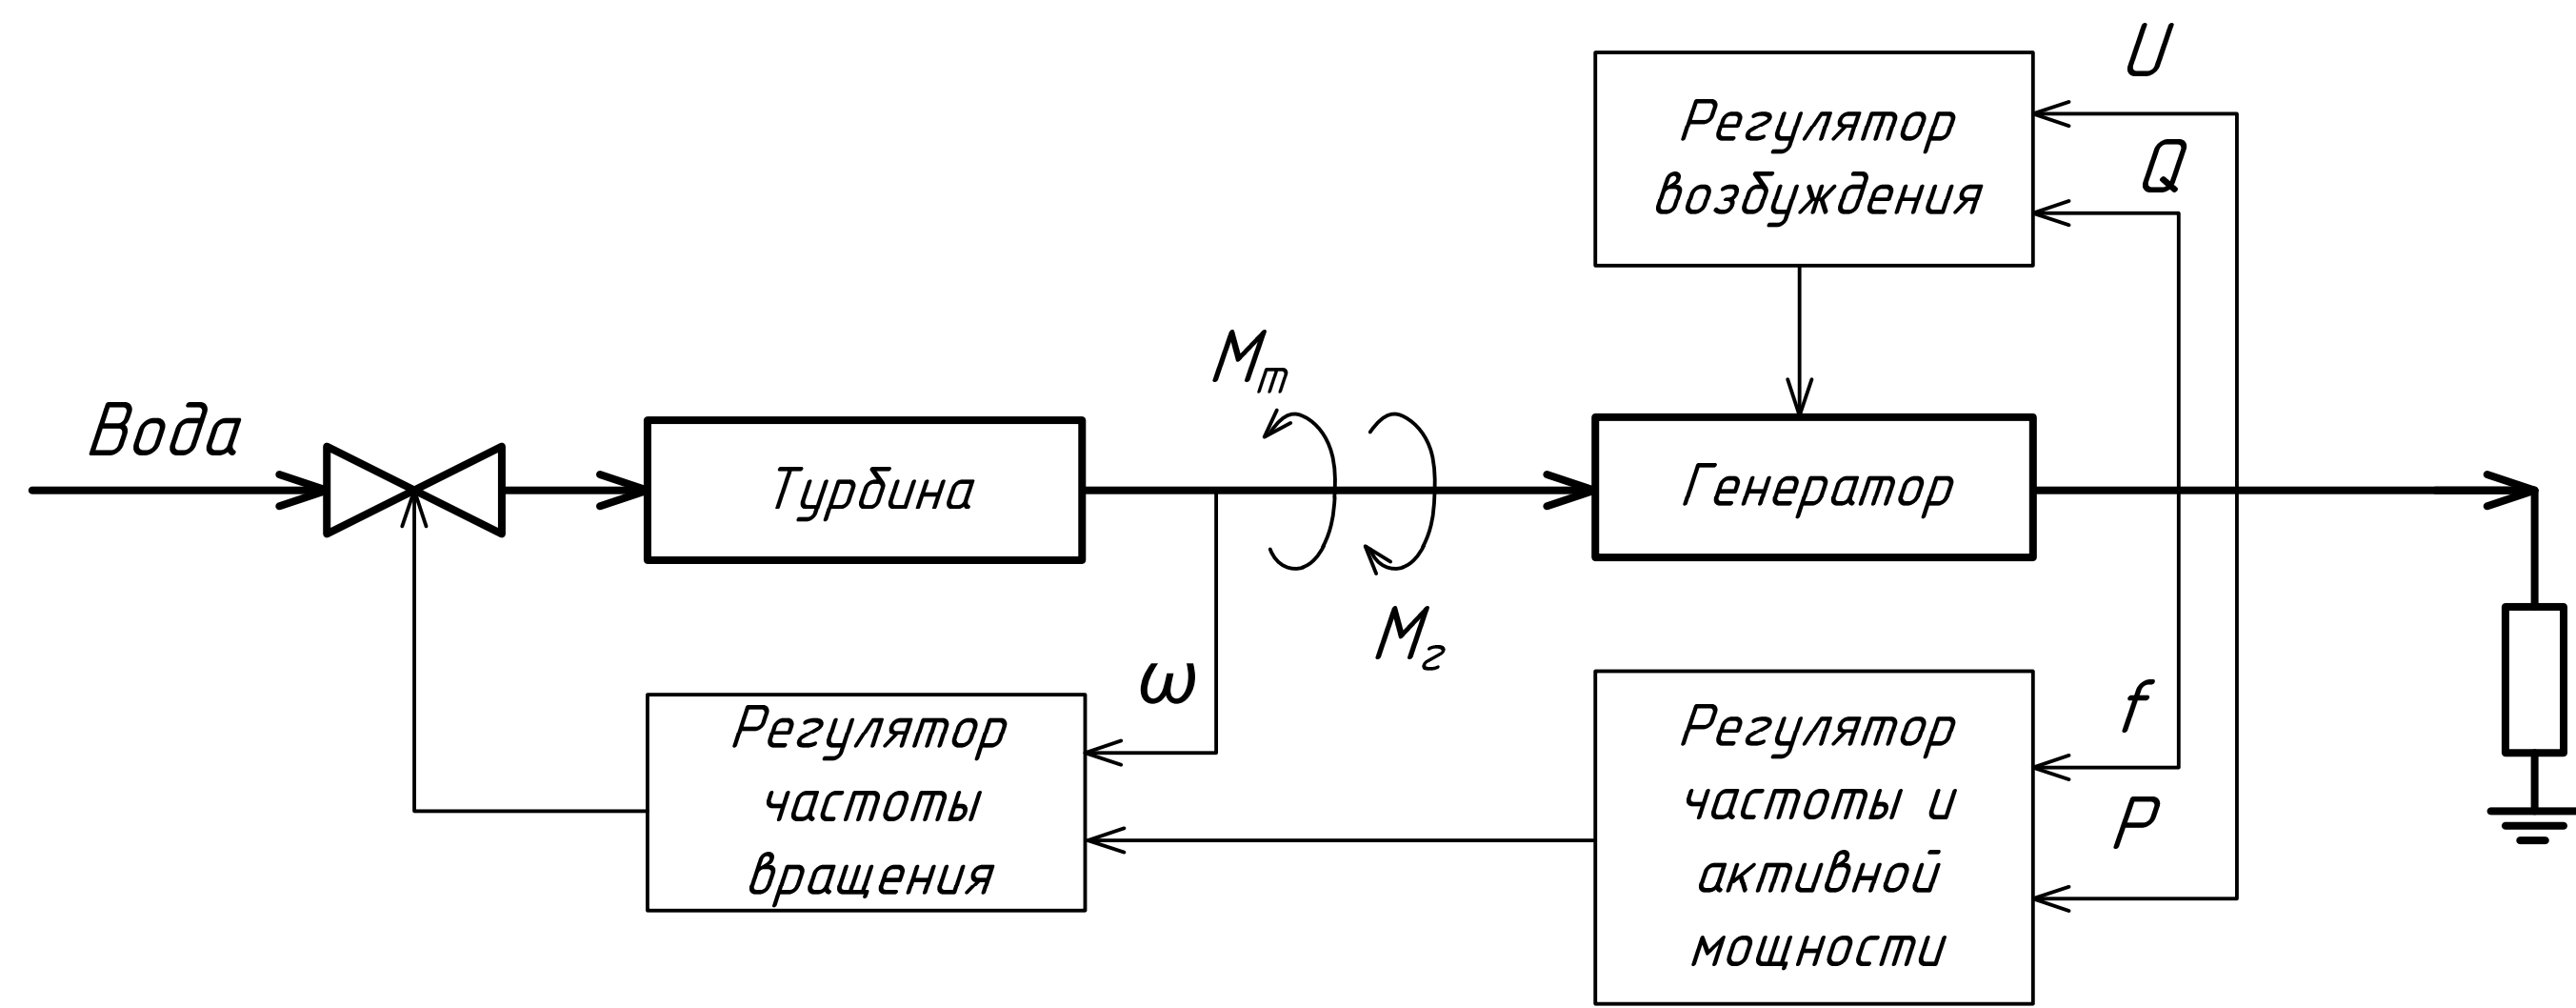 U
Регулятор
возбуждения
Q
Mт
Вода
Турбина
Генератор
Mг
ω
f
Регулятор
частоты
вращения
Регулятор
частоты и
активной
мощности
P